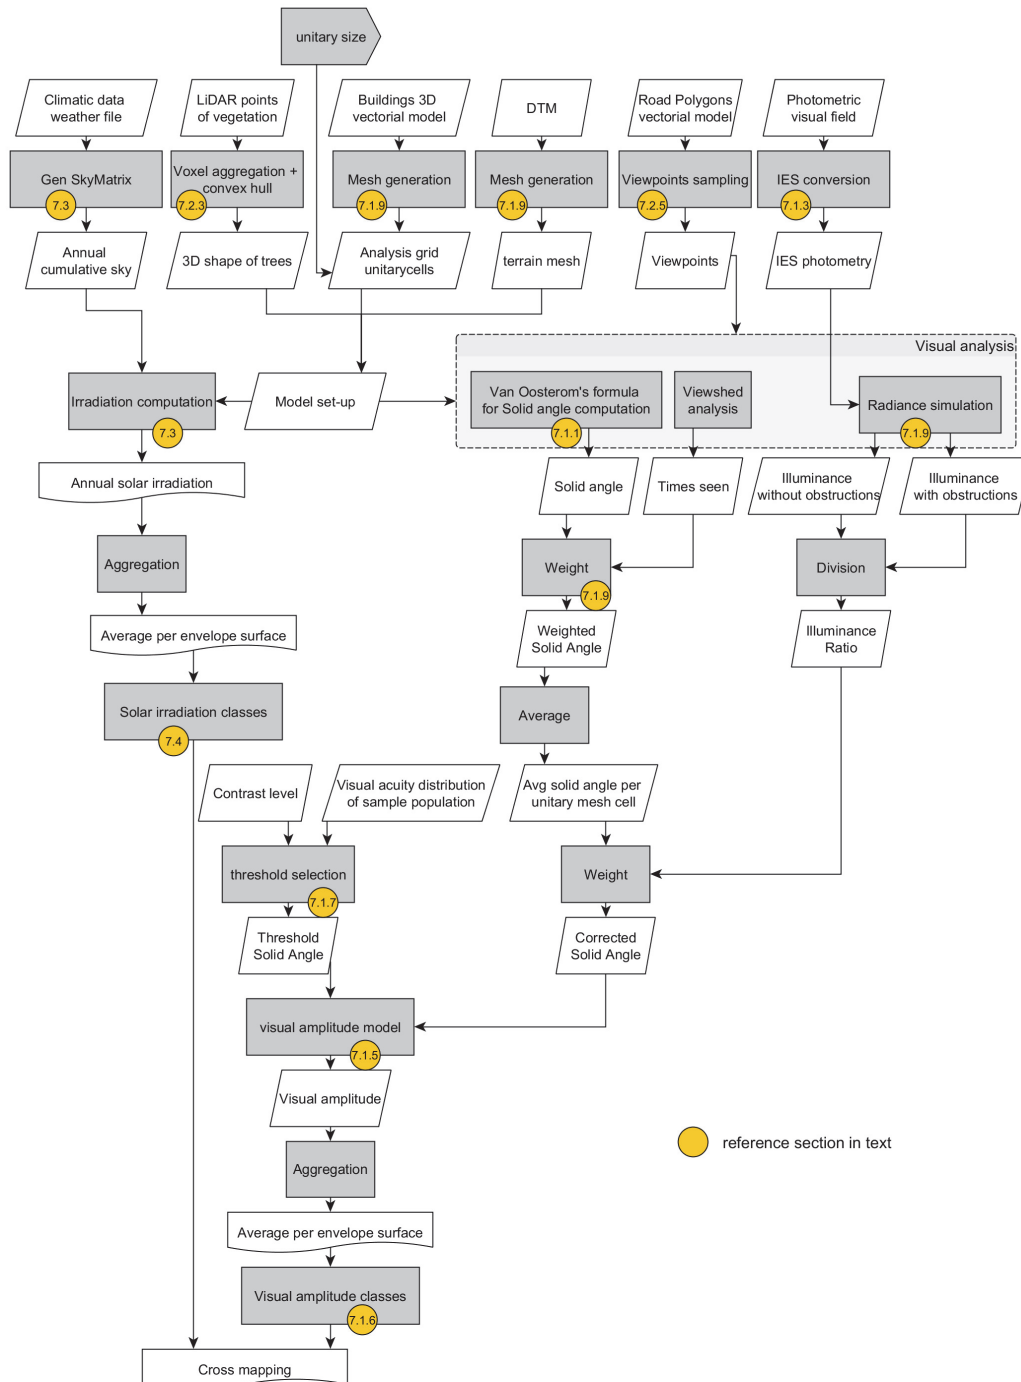 unitary size
Climatic data
weather file
LiDAR points
of vegetation
Buildings 3D
vectorial model
DTM
Road Polygons
vectorial model
Photometric
visual field
Gen SkyMatrix
7.3
Voxel aggregation +
convex hull
7.2.3
Mesh generation
7.1.9
Mesh generation
7.1.9
Viewpoints sampling
7.2.5
IES conversion
7.1.3
Annual
cumulative sky
3D shape of trees
Analysis grid
unitarycells
terrain mesh
Viewpoints
IES photometry
Visual analysis
Irradiation computation
7.3
Model set-up
Van Oosterom's formula
for Solid angle computation
7.1.1
Viewshed
analysis
Radiance simulation
7.1.9
Annual solar irradiation
Solid angle
Times seen
Illuminance
without obstructions
Illuminance
with obstructions
Aggregation
Weight
7.1.9
Division
Average per envelope surface
Weighted
Solid Angle
Illuminance
Ratio
Solar irradiation classes
7.4
Average
Contrast level
Visual acuity distribution
of sample population
Avg solid angle per
unitary mesh cell
threshold selection
7.1.7
Weight
Threshold
Solid Angle
Corrected
Solid Angle
visual amplitude model
7.1.5
Visual amplitude
reference section in text
Aggregation
Average per envelope surface
Visual amplitude classes
7.1.6
Cross mapping